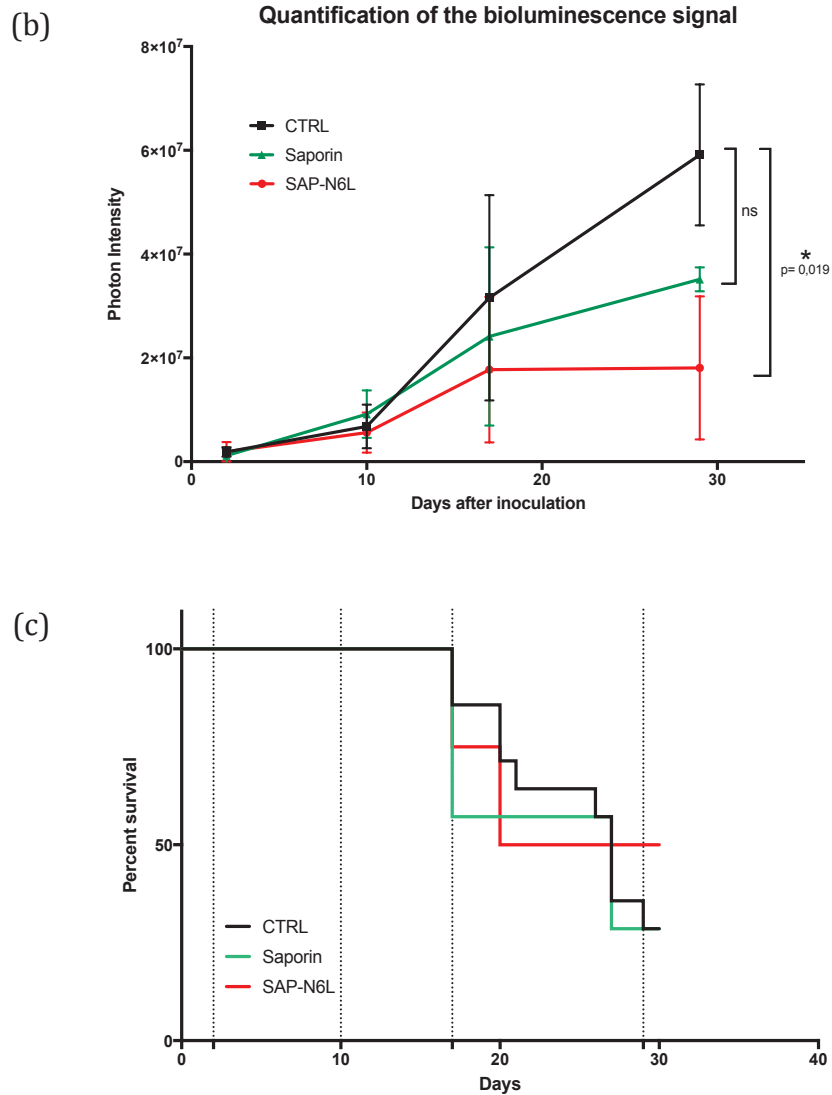 (b)
Quantification of the bioluminescence signal
8×10⁷
6×10⁷
4×10⁷
2×10⁷
0
Photon Intensity
CTRL
Saporin
SAP-N6L
ns
*
p= 0,019
0 10 20 30
Days after inoculation
(c)
100
50
0
Percent survival
CTRL
Saporin
SAP-N6L
0 10 20 30 40
Days